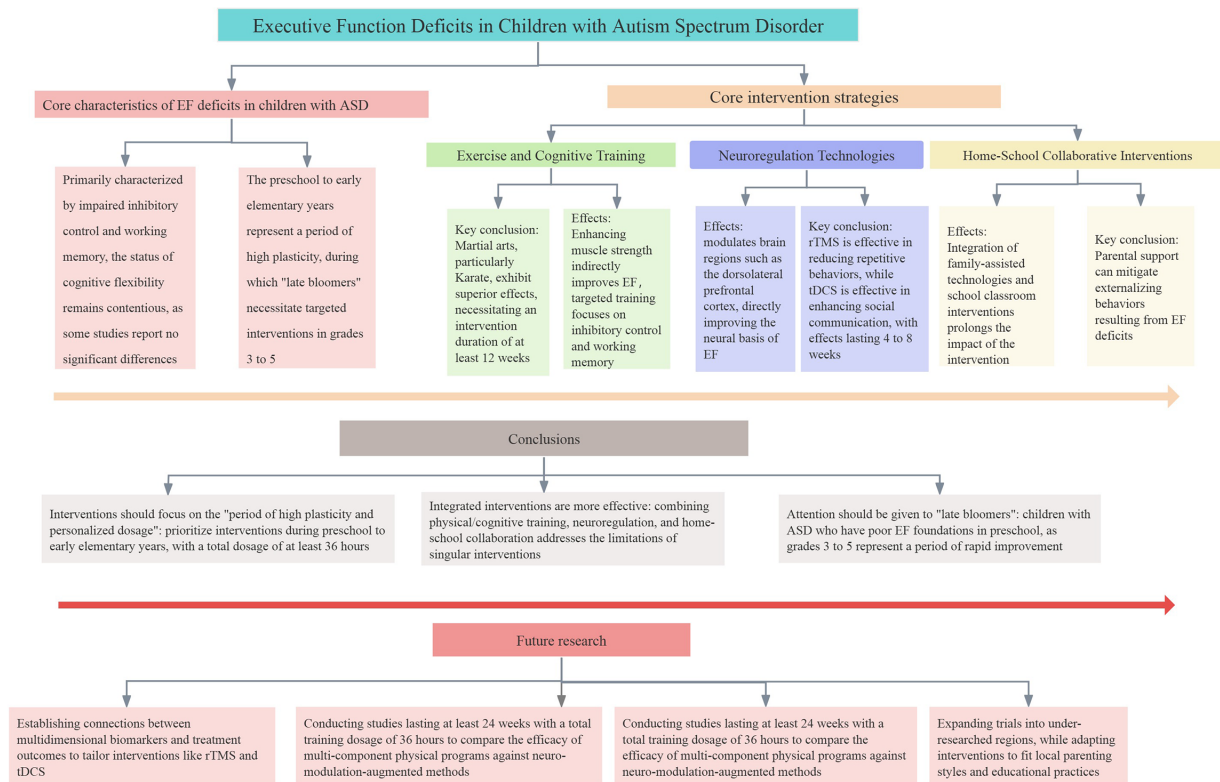 Executive Function Deficits in Children with Autism Spectrum Disorder
Core characteristics of EF deficits in children with ASD
Core intervention strategies
Exercise and Cognitive Training
Neuroregulation Technologies
Home-School Collaborative Interventions
Primarily characterized
by impaired inhibitory
control and working
memory, the status of
cognitive flexibility
remains contentious, as
some studies report no
significant differences
The preschool to early
elementary years
represent a period of
high plasticity, during
which "late bloomers"
necessitate targeted
interventions in grades
3 to 5
Key conclusion:
Martial arts,
particularly
Karate, exhibit
superior effects,
necessitating an
intervention
duration of at
least 12 weeks
Effects:
Enhancing
muscle strength
indirectly
improves EF, 
targeted training
focuses on
inhibitory control
and working
memory
Effects:
modulates brain
regions such as
the dorsolateral
prefrontal
cortex, directly
improving the
neural basis of
EF
Key conclusion:
rTMS is effective in
reducing repetitive
behaviors, while
tDCS is effective in
enhancing social
communication, with
effects lasting 4 to 8
weeks
Effects:
Integration of
family-assisted
technologies and
school classroom
interventions
prolongs the
impact of the
intervention
Key conclusion:
Parental support
can mitigate
externalizing
behaviors
resulting from EF
deficits
Conclusions
Interventions should focus on the "period of high plasticity and
personalized dosage": prioritize interventions during preschool to
early elementary years, with a total dosage of at least 36 hours
Integrated interventions are more effective: combining
physical/cognitive training, neuroregulation, and home-
school collaboration addresses the limitations of
singular interventions
Attention should be given to "late bloomers": children with
ASD who have poor EF foundations in preschool, as
grades 3 to 5 represent a period of rapid improvement
Future research
Establishing connections between
multidimensional biomarkers and treatment
outcomes to tailor interventions like rTMS and
tDCS
Conducting studies lasting at least 24 weeks with a total
training dosage of 36 hours to compare the efficacy of
multi-component physical programs against neuro-
modulation-augmented methods
Conducting studies lasting at least 24 weeks with a
total training dosage of 36 hours to compare the
efficacy of multi-component physical programs against
neuro-modulation-augmented methods
Expanding trials into under-
researched regions, while adapting
interventions to fit local parenting
styles and educational practices